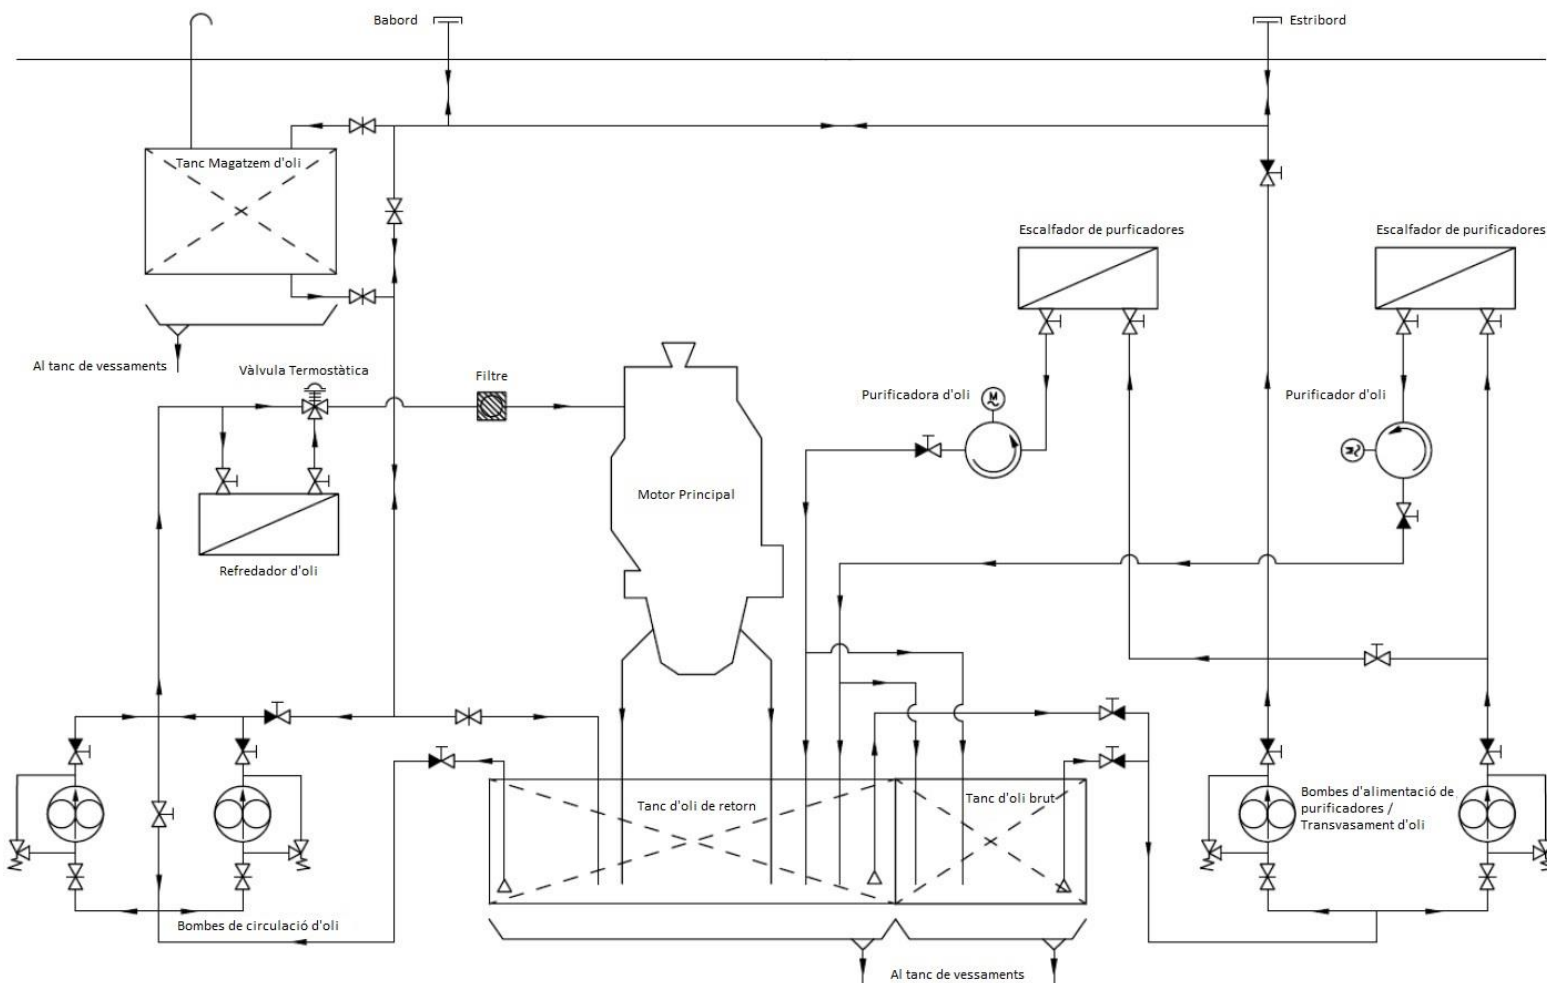 Babord
Estribord
Tanc Magatzem d'oli
Escalfador de purficadores
Escalfador de purificadores
Al tanc de vessaments
Vàlvula Termostàtica
Filtre
Purificadora d'oli
M
Purificador d'oli
M
Motor Principal
Refredador d'oli
Tanc d'oli de retorn
Tanc d'oli brut
Bombes d'alimentació de
purificadores /
Transvasament d'oli
Bombes de circulació d'oli
Al tanc de vessaments